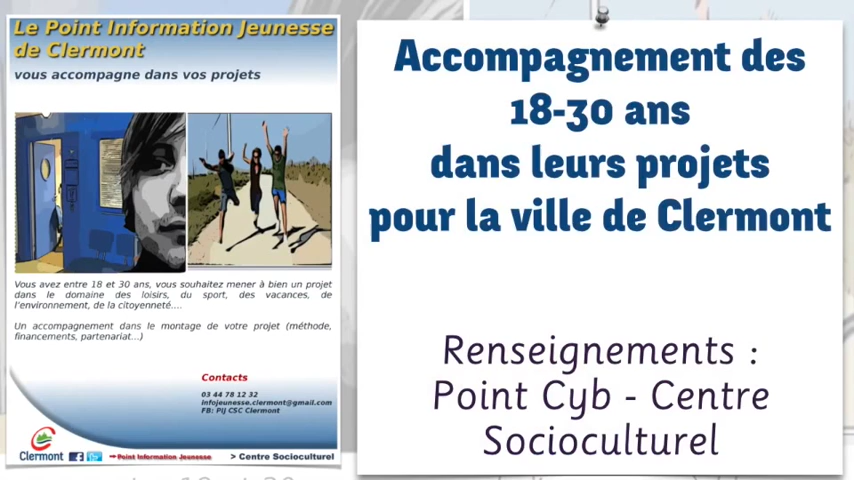 Le Point Information Jeunesse
de Clermont
vous accompagne dans vos projets
Vous avez entre 18 et 30 ans, vous souhaitez mener à bien un projet
dans le domaine des loisirs, du sport, des vacances, de
l'environnement, de la citoyenneté....
Un accompagnement dans le montage de votre projet (méthode,
financements, partenariat...)
Contacts
03 44 78 12 32
infojeunesse.clermont@gmail.com
FB: PIJ CSC Clermont
Clermont
Point Information Jeunesse
> Centre Socioculturel
Accompagnement des
18-30 ans
dans leurs projets
pour la ville de Clermont
Renseignements :
Point Cyb - Centre
Socioculturel